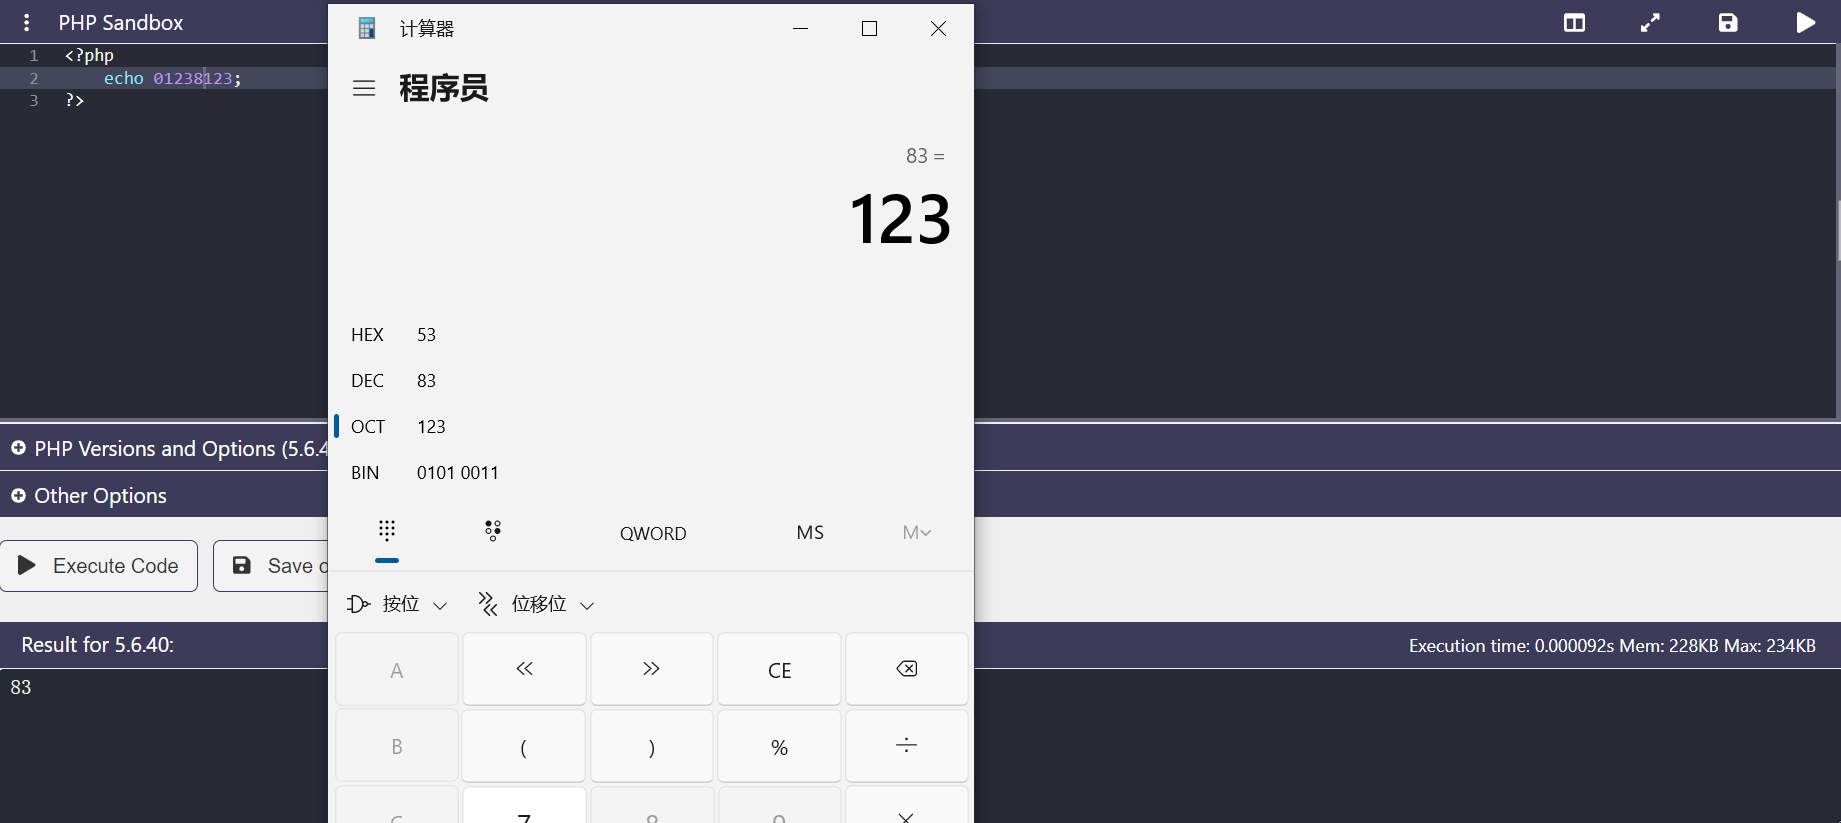 PHP Sandbox
1 <?php
2 echo 01238123;
3 ?>
计算器
程序员
83 =
123
HEX 53
DEC 83
OCT 123
BIN 0101 0011
QWORD MS M
按位 位移位
A << >> CE
B ( ) % ÷
C 7 8 9 ×
PHP Versions and Options (5.6.4
Other Options
Execute Code Save
Result for 5.6.40:
Execution time: 0.000092s Mem: 228KB Max: 234KB
83